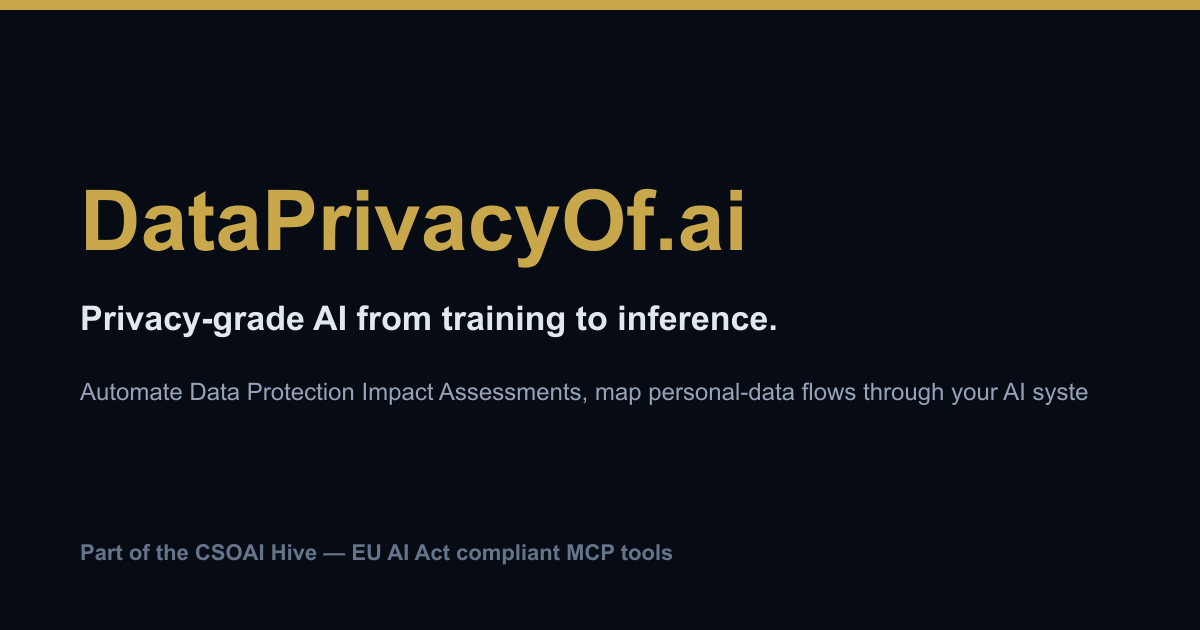 DataPrivacyOf.ai
Privacy-grade AI from training to inference.
Automate Data Protection Impact Assessments, map personal-data flows through your AI syste
Part of the CSOAI Hive — EU AI Act compliant MCP tools